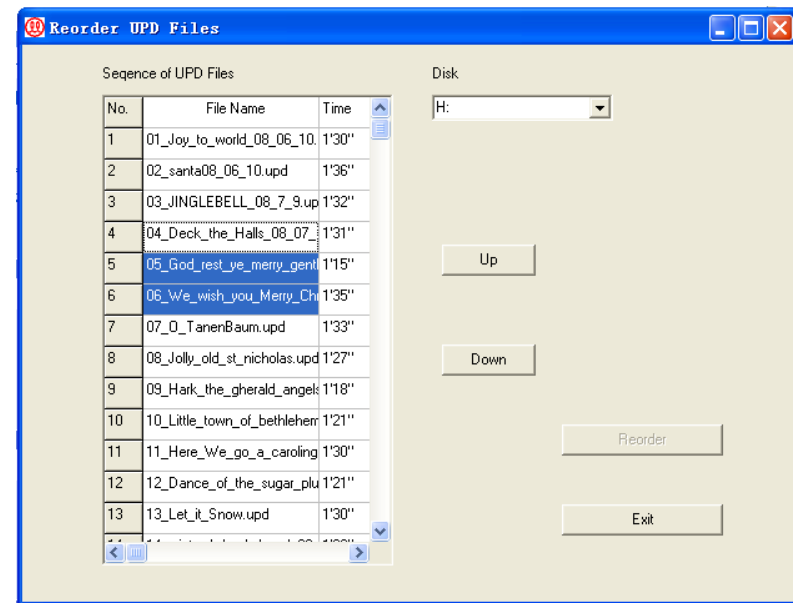 Reorder UPD Files
Seqence of UPD Files
Disk
No. File Name Time
H:
1 01_Joy_to_world_08_06_10. 1'30"
2 02_santa08_06_10.upd 1'36"
3 03_JINGLEBELL_08_7_9.up 1'32"
4 04_Deck_the_Halls_08_07_ 1'31"
5 05_God_rest_ye_merry_gentl 1'15"
6 06_We_wish_you_Merry_Chr 1'35"
7 07_O_TanenBaum.upd 1'33"
8 08_Jolly_old_st_nicholas.upd 1'27"
9 09_Hark_the_gherald_angels 1'18"
10 10_Little_town_of_bethlehem 1'21"
11 11_Here_We_go_a_caroling 1'30"
12 12_Dance_of_the_sugar_plu 1'21"
13 13_Let_it_Snow.upd 1'30"
Up
Down
Reorder
Exit